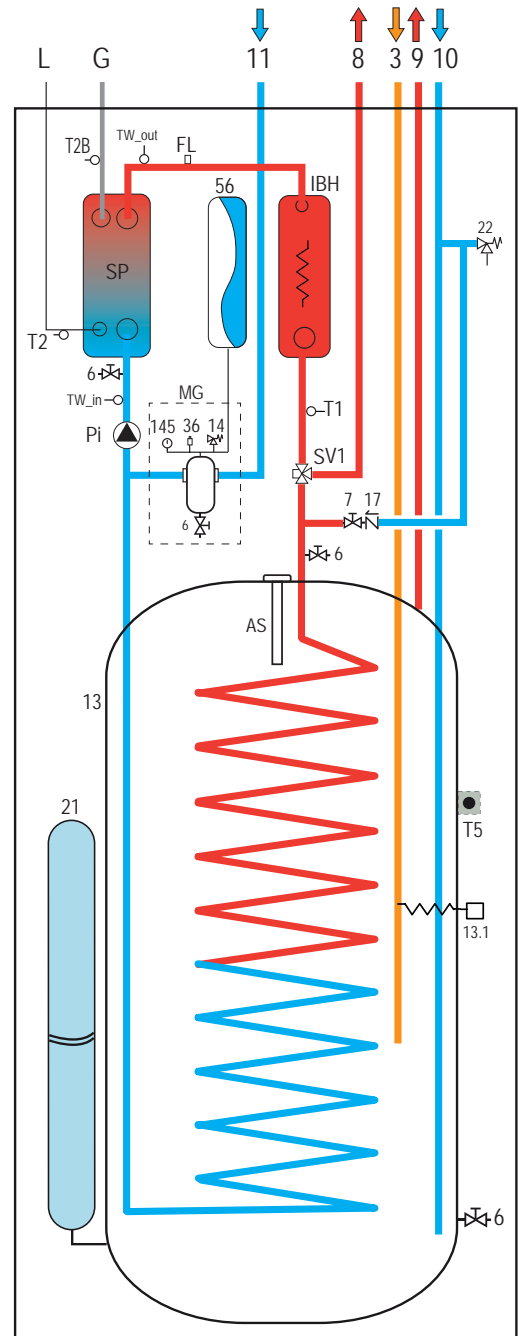 L G 11 8 3 9 10
T2B TW_out FL
56 IBH
22
SP
T2
6
TW_in
MG
145 36 14
T1
Pi
SV1
7 17
6
6
AS
13
21
T5
13.1
6